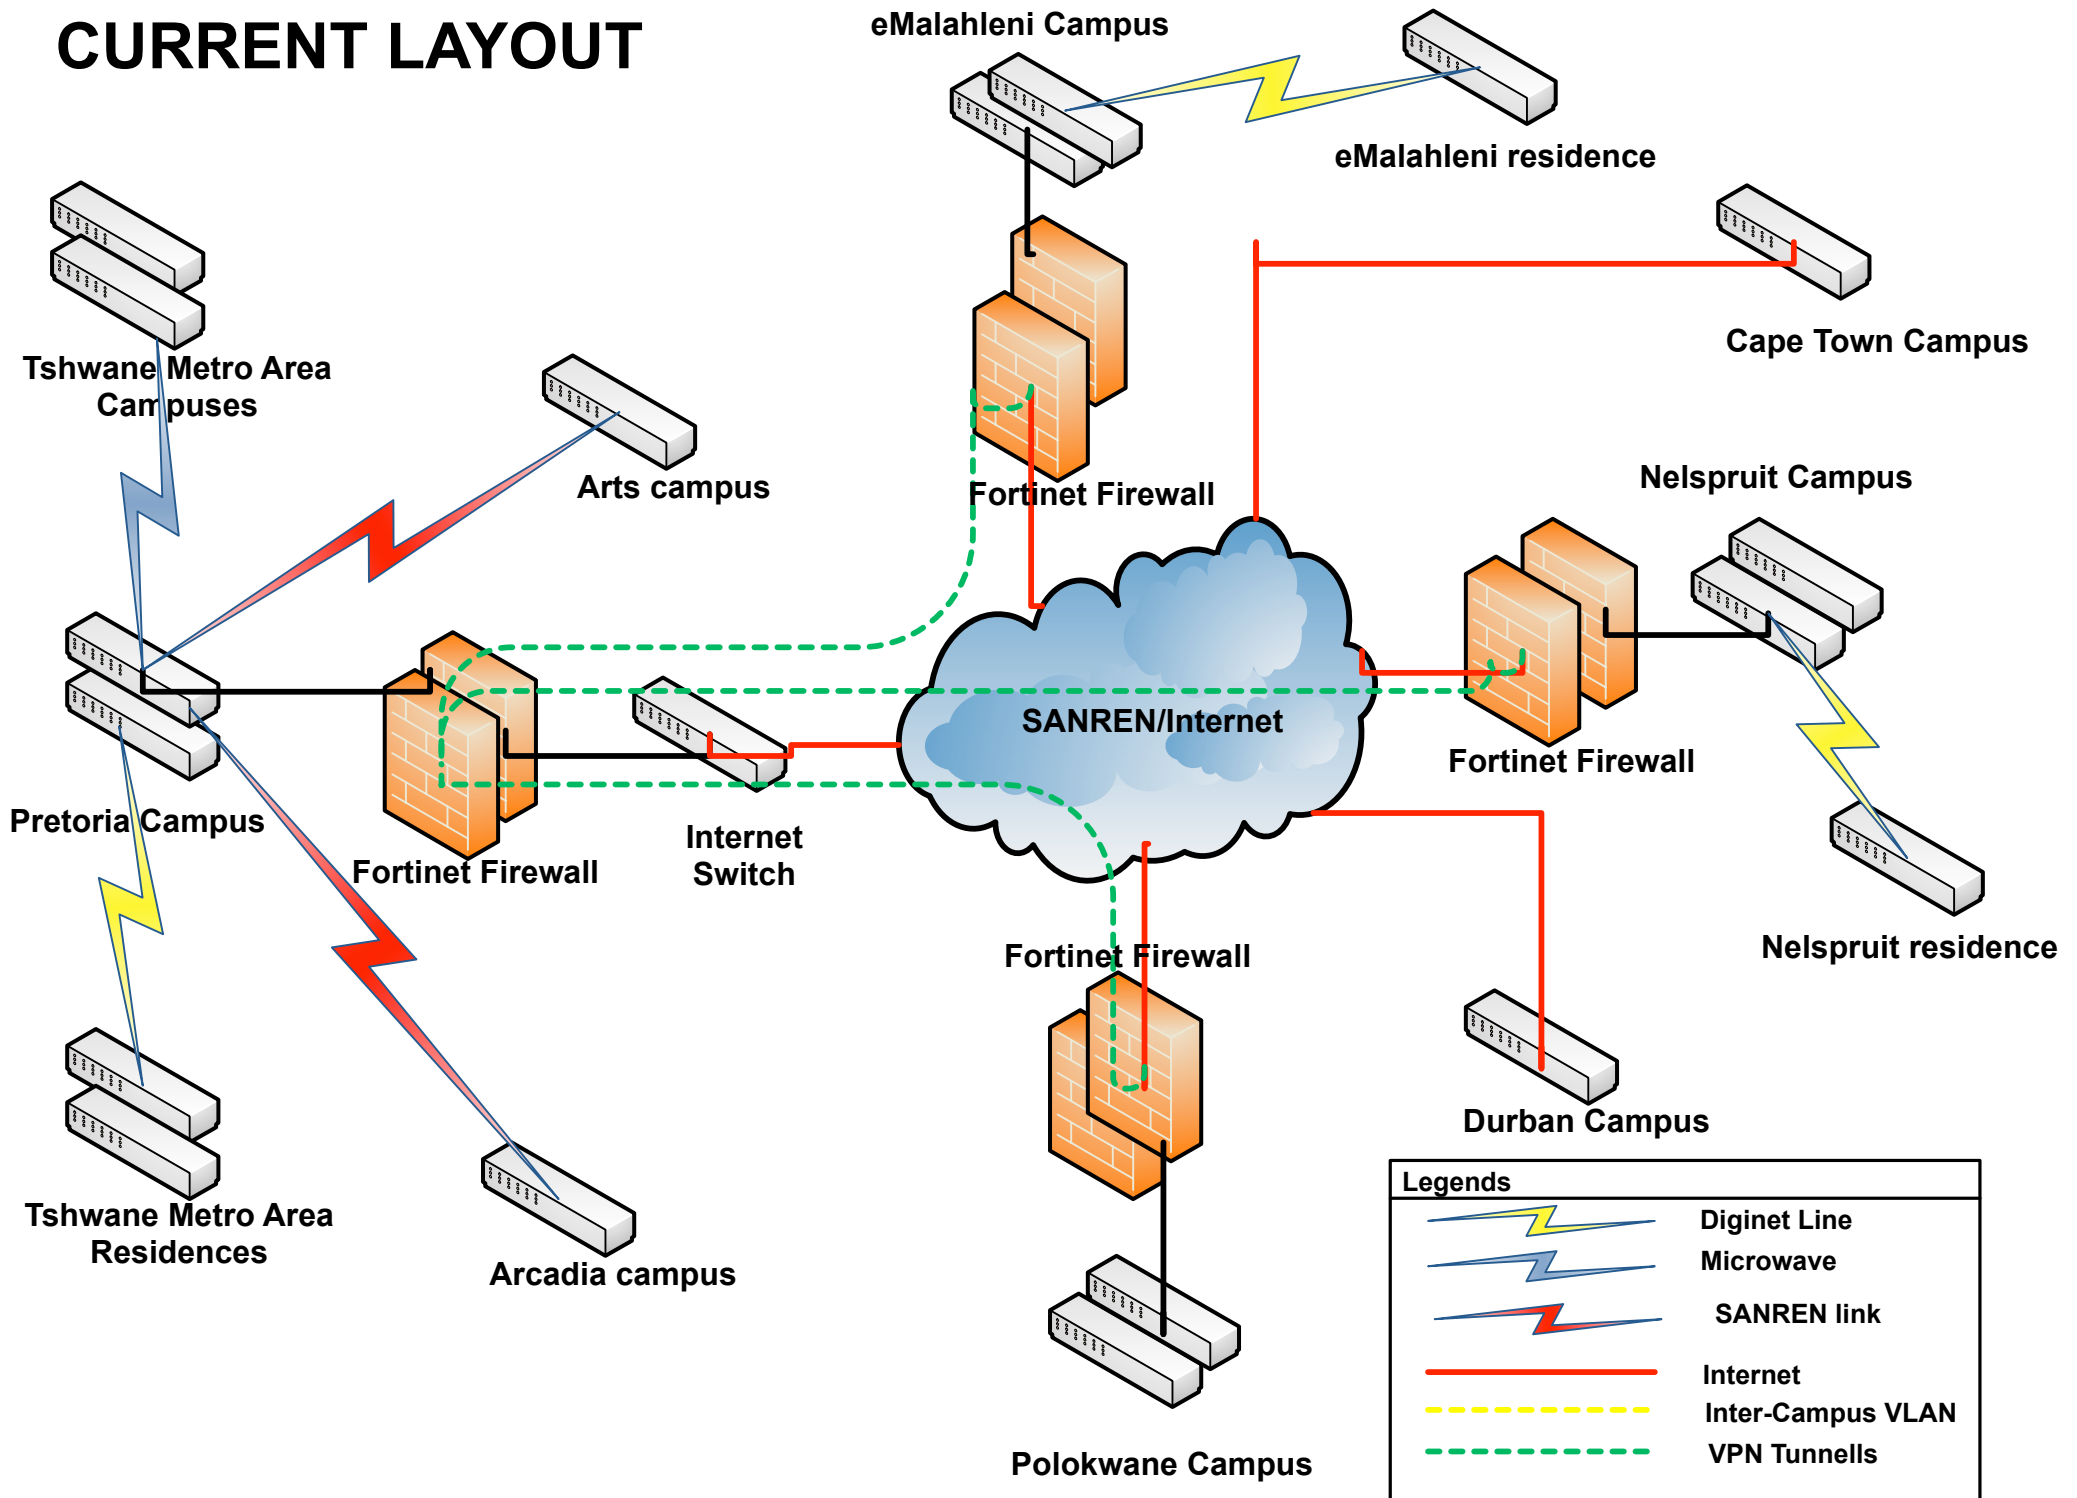 CURRENT LAYOUT
eMalahleni Campus
eMalahleni residence
Cape Town Campus
Tshwane Metro Area
Campuses
Arts campus
Fortinet Firewall
Nelspruit Campus
SANREN/Internet
Fortinet Firewall
Pretoria Campus
Fortinet Firewall
Internet
Switch
Nelspruit residence
Fortinet Firewall
Durban Campus
Tshwane Metro Area
Residences
Arcadia campus
Polokwane Campus
Legends
Diginet Line
Microwave
SANREN link
Internet
Inter-Campus VLAN
VPN Tunnells